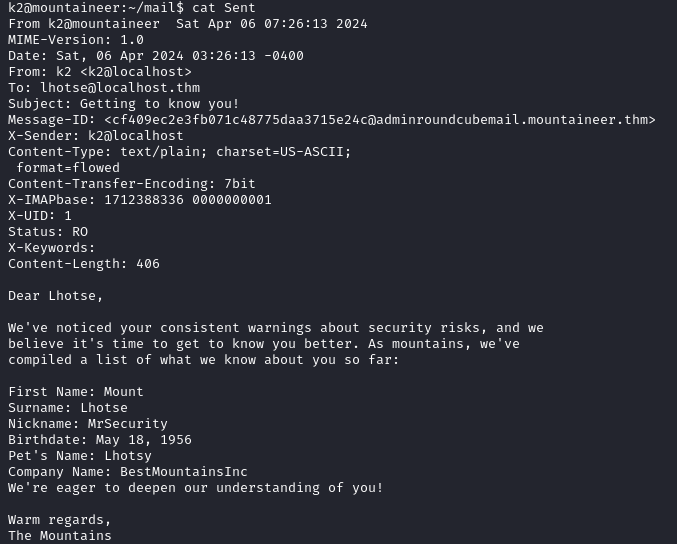 k2@mountaineer:~/mail$ cat Sent
From k2@mountaineer  Sat Apr 06 07:26:13 2024
MIME-Version: 1.0
Date: Sat, 06 Apr 2024 03:26:13 -0400
From: k2 <k2@localhost>
To: lhotse@localhost.thm
Subject: Getting to know you!
Message-ID: <cf409ec2e3fb071c48775daa3715e24c@adminroundcubemail.mountaineer.thm>
X-Sender: k2@localhost
Content-Type: text/plain; charset=US-ASCII;
 format=flowed
Content-Transfer-Encoding: 7bit
X-IMAPbase: 1712388336 0000000001
X-UID: 1
Status: RO
X-Keywords:
Content-Length: 406

Dear Lhotse,

We've noticed your consistent warnings about security risks, and we
believe it's time to get to know you better. As mountains, we've
compiled a list of what we know about you so far:

First Name: Mount
Surname: Lhotse
Nickname: MrSecurity
Birthdate: May 18, 1956
Pet's Name: Lhotsy
Company Name: BestMountainsInc
We're eager to deepen our understanding of you!

Warm regards,
The Mountains